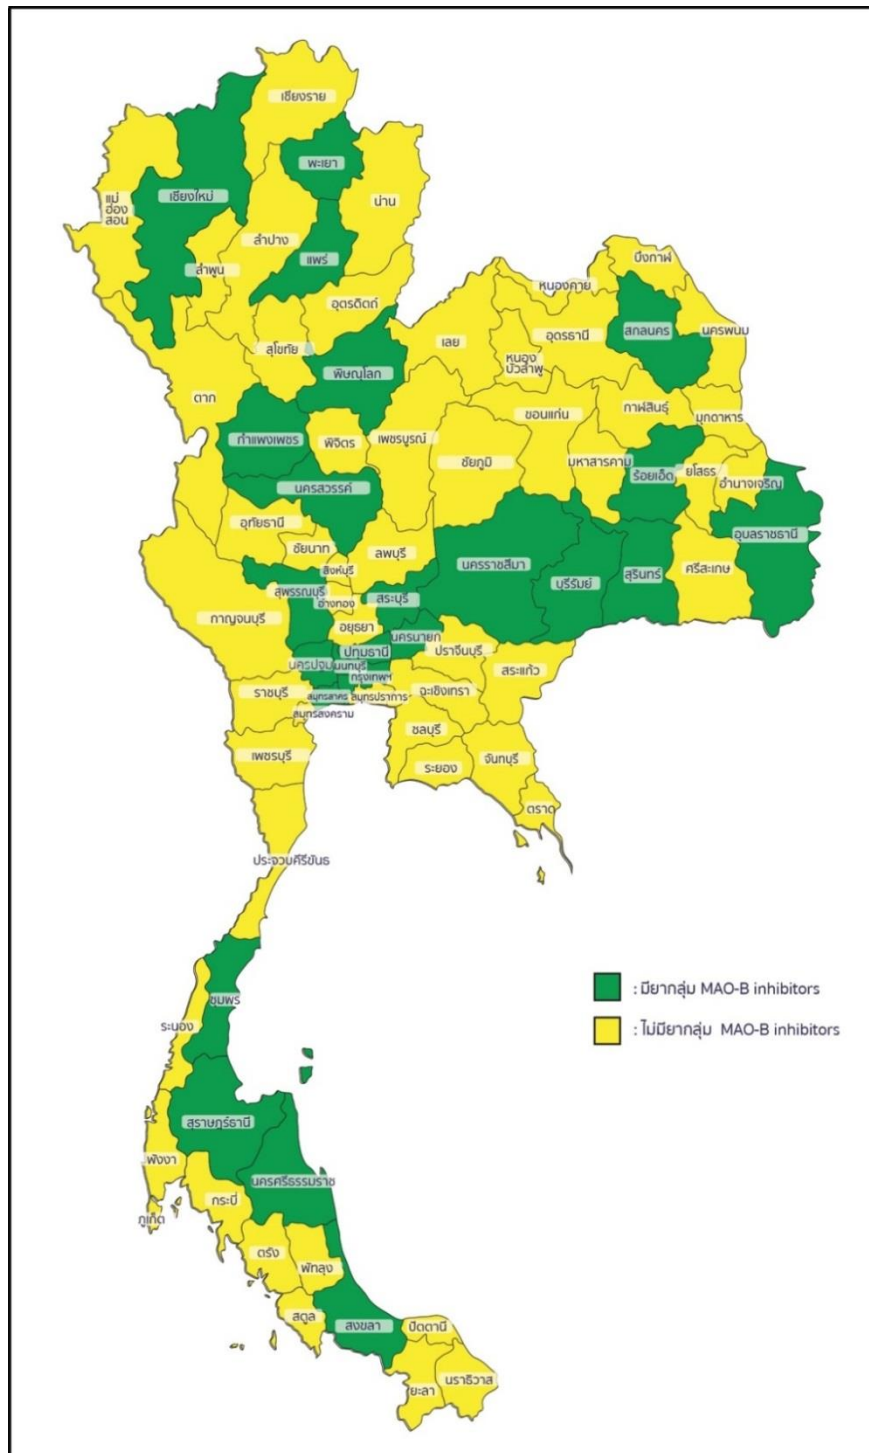 เชียงราย
พะเยา
เชียงใหม่
แม่
ฮ่อง
สอน
น่าน
ลำปาง
แพร่
ลำพูน
อุตรดิตถ์
บึงกาฬ
หนองคาย
สกลนคร
นครพนม
อุดรธานี
เลย
สุโขทัย
หนอง
บัวลำพู
พิษณุโลก
ตาก
กาฬสินธุ์
ขอนแก่น
มุกดาหาร
เพชรบูรณ์
กำแพงเพชร
พิจิตร
ชัยภูมิ
มหาสารคาม
ร้อยเอ็ด
ยโสธร
อำนาจเจริญ
นครสวรรค์
อุบลราชธานี
อุทัยธานี
ชัยนาท
ลพบุรี
นครราชสีมา
บุรีรัมย์
สุรินทร์
ศรีสะเกษ
สิงห์บุรี
สุพรรณบุรี
อ่างทอง
สระบุรี
กาญจนบุรี
อยุธยา
นครนายก
ปทุมธานี
ปราจีนบุรี
นครปฐม
นนทบุรี
กรุงเทพฯ
สระแก้ว
ราชบุรี
สมุทรสาคร
สมุทรปราการ
ฉะเชิงเทรา
สมุทรสงคราม
ชลบุรี
เพชรบุรี
ระยอง
จันทบุรี
ตราด
ประจวบคีรีขันธ
: มียากลุ่ม MAO-B inhibitors
: ไม่มียากลุ่ม MAO-B inhibitors
ชุมพร
ระนอง
สุราษฎร์ธานี
พังงา
นครศรีธรรมราช
กระบี่
ภูเก็ต
ตรัง
พัทลุง
สตูล
สงขลา
ปัตตานี
ยะลา
นราธิวาส